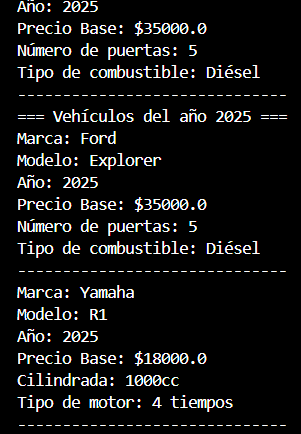 Año: 2025
Precio Base: $35000.0
Número de puertas: 5
Tipo de combustible: Diésel
------------------------------
=== Vehículos del año 2025 ===
Marca: Ford
Modelo: Explorer
Año: 2025
Precio Base: $35000.0
Número de puertas: 5
Tipo de combustible: Diésel
------------------------------
Marca: Yamaha
Modelo: R1
Año: 2025
Precio Base: $18000.0
Cilindrada: 1000cc
Tipo de motor: 4 tiempos
------------------------------